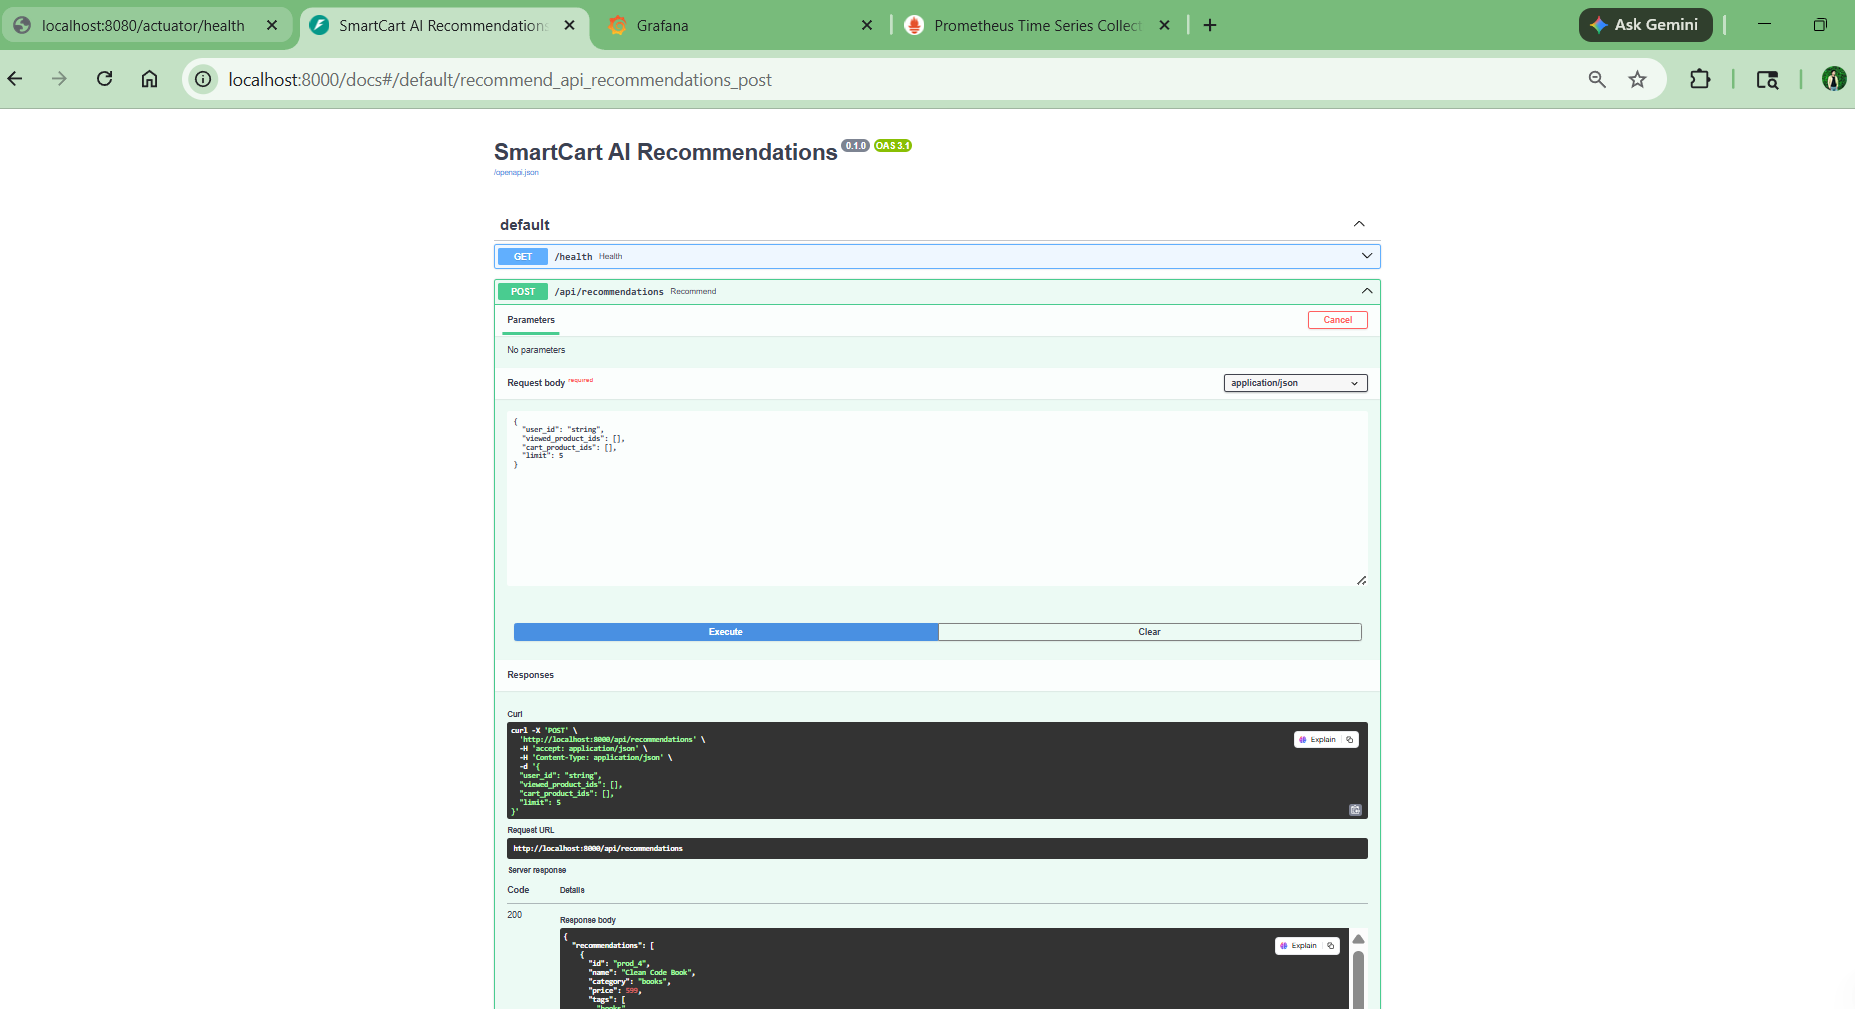 localhost:8080/actuator/health
SmartCart AI Recommendations
Grafana
Prometheus Time Series Collect
Ask Gemini
localhost:8000/docs#/default/recommend_api_recommendations_post
SmartCart AI Recommendations 0.1.0 OAS 3.1
/openapi.json
default
GET /health Health
POST /api/recommendations Recommend
Parameters
Cancel
No parameters
Request body required
application/json
{
"user_id": "string",
"viewed_product_ids": [],
"cart_product_ids": [],
"limit": 5
}
Execute
Clear
Responses
Curl
curl -X 'POST' \
'http://localhost:8000/api/recommendations' \
-H 'accept: application/json' \
-H 'Content-Type: application/json' \
-d '{
"user_id": "string",
"viewed_product_ids": [],
"cart_product_ids": [],
"limit": 5
}'
Explain
Request URL
http://localhost:8000/api/recommendations
Server response
Code Details
200
Response body
{
"recommendations": [
{
"id": "prod_4",
"name": "Clean Code Book",
"category": "books",
"price": 599,
"tags": [
"books"
Explain